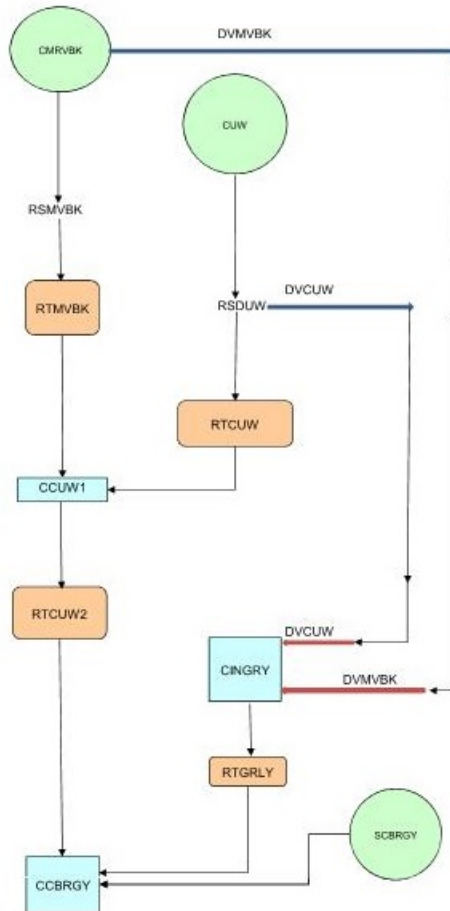 DVMVBK
CMRVBK
CUW
RSMVBK
DVCUW
RTMVBK
RSDUW
RTCUW
CCUW1
RTCUW2
DVCUW
CINGRY
DVMVBK
RTGRLY
SCBRGY
CCBRGY